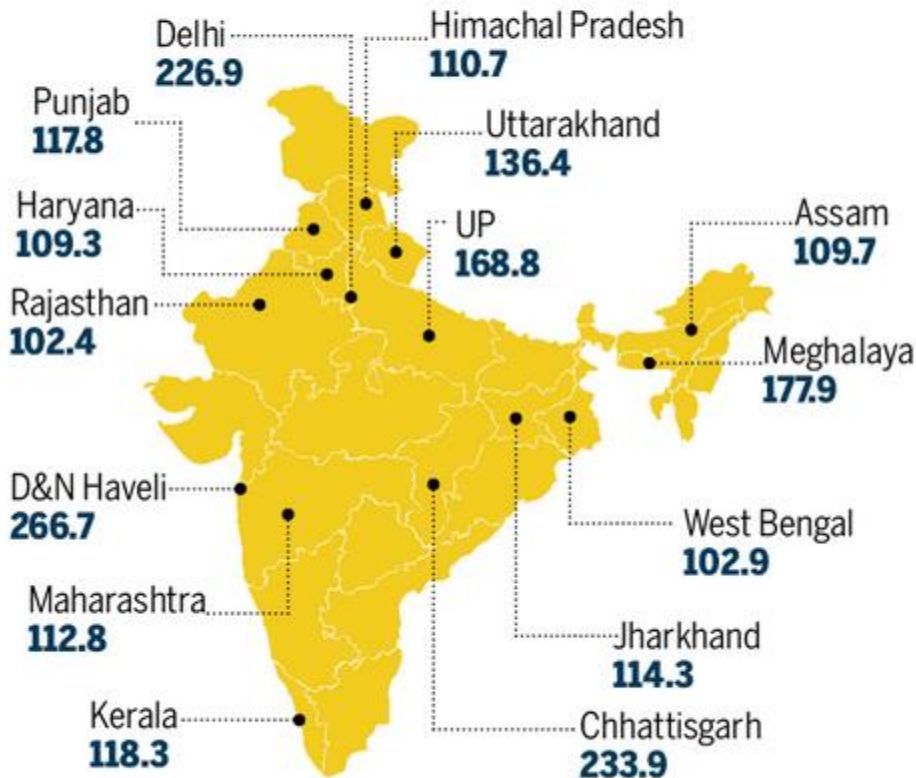 Delhi
226.9
Himachal Pradesh
110.7
Punjab
117.8
Uttarakhand
136.4
Haryana
109.3
UP
168.8
Assam
109.7
Rajasthan
102.4
Meghalaya
177.9
D&N Haveli
266.7
West Bengal
102.9
Maharashtra
112.8
Jharkhand
114.3
Kerala
118.3
Chhattisgarh
233.9